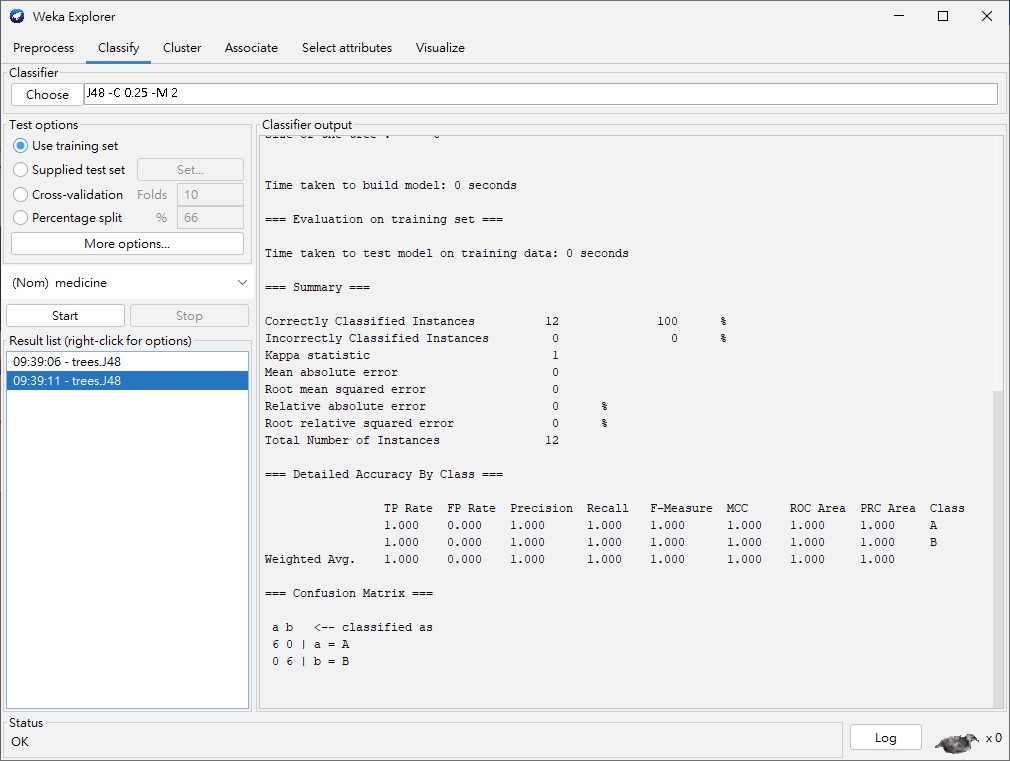 Weka Explorer
Preprocess Classify Cluster Associate Select attributes Visualize
Classifier
Choose J48 -C 0.25 -M 2
Test options
Use training set
Supplied test set Set...
Cross-validation Folds 10
Percentage split % 66
More options...
(Nom) medicine
Start Stop
Result list (right-click for options)
09:39:06 - trees.J48
09:39:11 - trees.J48
Classifier output
Time taken to build model: 0 seconds
=== Evaluation on training set ===
Time taken to test model on training data: 0 seconds
=== Summary ===
Correctly Classified Instances 12 100 %
Incorrectly Classified Instances 0 0 %
Kappa statistic 1
Mean absolute error 0
Root mean squared error 0
Relative absolute error 0 %
Root relative squared error 0 %
Total Number of Instances 12
=== Detailed Accuracy By Class ===
TP Rate FP Rate Precision Recall F-Measure MCC ROC Area PRC Area Class
1.000 0.000 1.000 1.000 1.000 1.000 1.000 1.000 A
1.000 0.000 1.000 1.000 1.000 1.000 1.000 1.000 B
Weighted Avg. 1.000 0.000 1.000 1.000 1.000 1.000 1.000 1.000
=== Confusion Matrix ===
a b <-- classified as
6 0 | a = A
0 6 | b = B
Status
OK
Log x 0